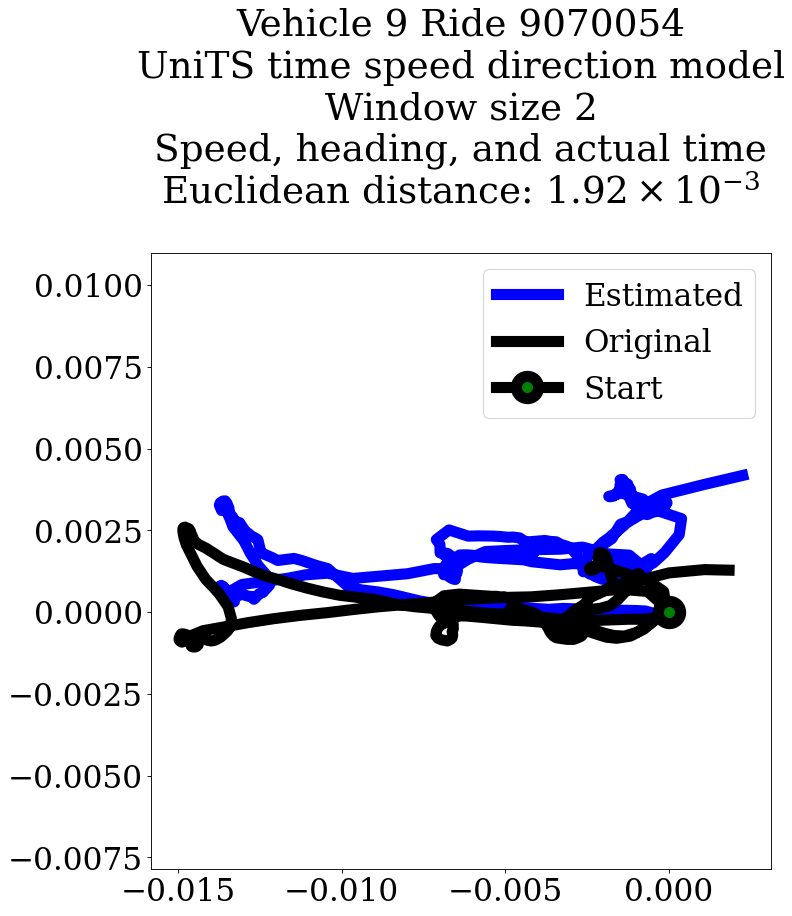 Vehicle 9 Ride 9070054
UniTS time speed direction model
Window size 2
Speed, heading, and actual time
Euclidean distance: 1.92 × 10⁻³
Estimated
Original
Start
0.0100
0.0075
0.0050
0.0025
0.0000
−0.0025
−0.0050
−0.0075
−0.015 −0.010 −0.005 0.000